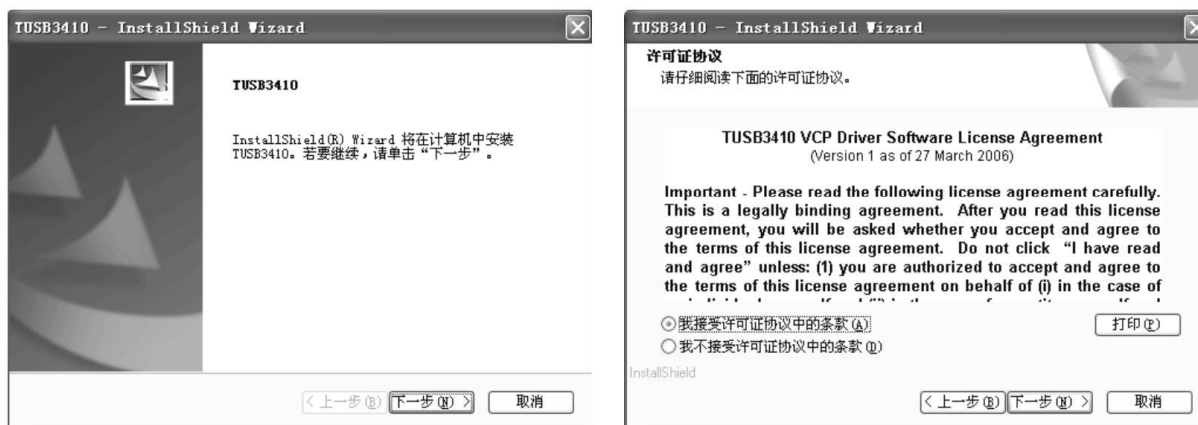 TUSB3410 - InstallShield Wizard
TUSB3410
InstallShield(R) Wizard 将在计算机中安装
TUSB3410。若要继续，请单击“下一步”。
< 上一步(B)
下一步(N) >
取消
TUSB3410 - InstallShield Wizard
许可证协议
请仔细阅读下面的许可证协议。
TUSB3410 VCP Driver Software License Agreement
(Version 1 as of 27 March 2006)
Important - Please read the following license agreement carefully.
This is a legally binding agreement. After you read this license
agreement, you will be asked whether you accept and agree to
the terms of this license agreement. Do not click “I have read
and agree” unless: (1) you are authorized to accept and agree to
the terms of this license agreement on behalf of (i) in the case of
我接受许可证协议中的条款(A)
打印(P)
我不接受许可证协议中的条款(D)
InstallShield
< 上一步(B)
下一步(N) >
取消